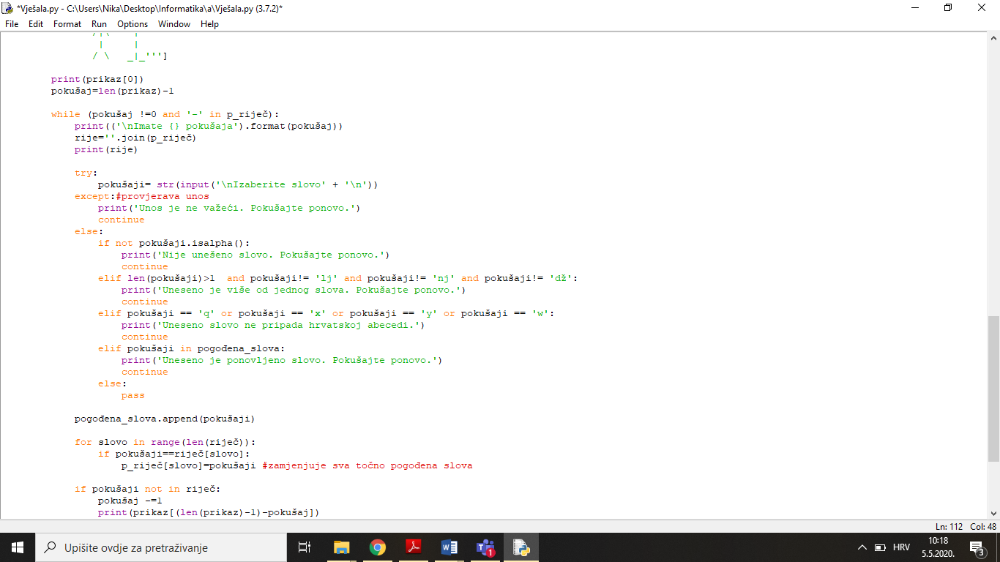 *Vješala.py - C:\Users\Nika\Desktop\Informatika\a\Vješala.py (3.7.2)*
File Edit Format Run Options Window Help
/|\    |
|     |
/ \   _|_''']
print(prikaz[0])
pokušaj=len(prikaz)-1
while (pokušaj !=0 and '-' in p_riječ):
print(('\nImate {} pokušaja').format(pokušaj))
rije=''.join(p_riječ)
print(rije)
try:
pokušaji= str(input('\nIzaberite slovo' + '\n'))
except:#provjerava unos
print('Unos je ne važeći. Pokušajte ponovo.')
continue
else:
if not pokušaji.isalpha():
print('Nije unešeno slovo. Pokušajte ponovo.')
continue
elif len(pokušaji)>1  and pokušaji!= 'lj' and pokušaji!= 'nj' and pokušaji!= 'dž':
print('Uneseno je više od jednog slova. Pokušajte ponovo.')
continue
elif pokušaji == 'q' or pokušaji == 'x' or pokušaji == 'y' or pokušaji == 'w':
print('Uneseno slovo ne pripada hrvatskoj abecedi.')
continue
elif pokušaji in pogođena_slova:
print('Uneseno je ponovljeno slovo. Pokušajte ponovo.')
continue
else:
pass
pogođena_slova.append(pokušaji)
for slovo in range(len(riječ)):
if pokušaji==riječ[slovo]:
p_riječ[slovo]=pokušaji #zamjenjuje sva točno pogođena slova
if pokušaji not in riječ:
pokušaj -=1
print(prikaz[(len(prikaz)-1)-pokušaj])
Ln: 112 Col: 48
Upišite ovdje za pretraživanje
1
HRV
10:18
5.5.2020.
3